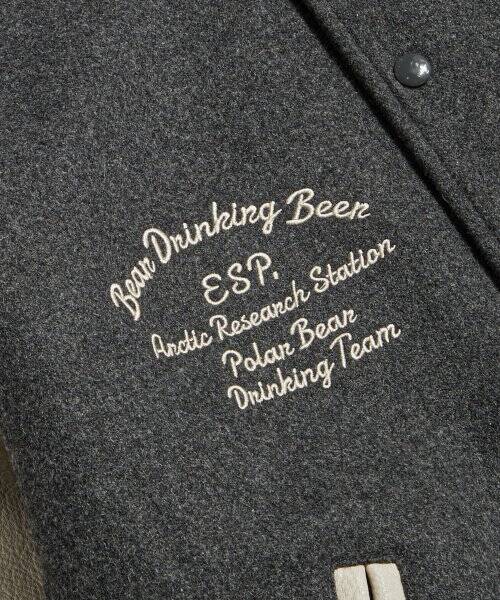 Bear Drinking Beer
ESP.
Arctic Research Station
Polar Bear
Drinking Team